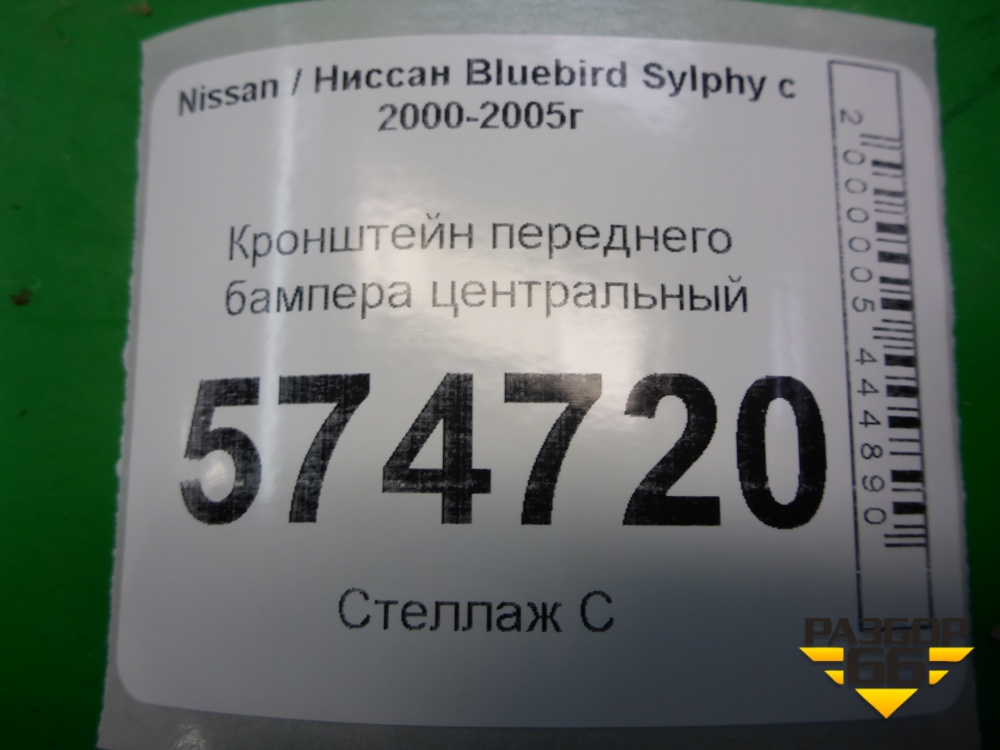 Nissan / Ниссан Bluebird Sylphy с
2000-2005г
Кронштейн переднего
бампера центральный
574720
Стеллаж С
2000005444890
РАЗБОР
66